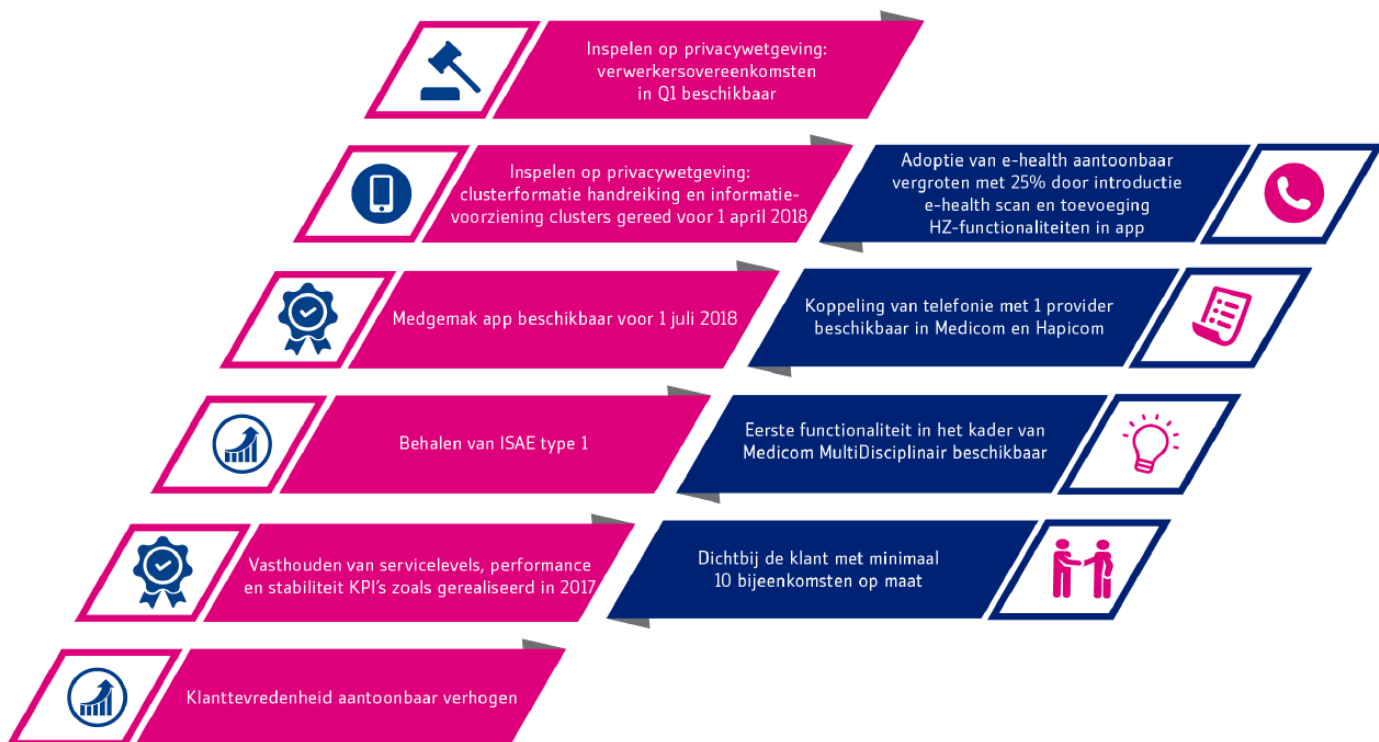 Inspelen op privacywetgeving:
verwerkersovereenkomsten
in Q1 beschikbaar
Inspelen op privacywetgeving:
clusterformatie handreiking en informatie-
voorziening clusters gereed voor 1 april 2018
Adoptie van e-health aantoonbaar
vergroten met 25% door introductie
e-health scan en toevoeging
HZ-functionaliteiten in app
Medgemak app beschikbaar voor 1 juli 2018
Koppeling van telefonie met 1 provider
beschikbaar in Medicom en Hapicom
Behalen van ISAE type 1
Eerste functionaliteit in het kader van
Medicom MultiDisciplinair beschikbaar
Vasthouden van servicelevels, performance
en stabiliteit KPI's zoals gerealiseerd in 2017
Dichtbij de klant met minimaal
10 bijeenkomsten op maat
Klanttevredenheid aantoonbaar verhogen